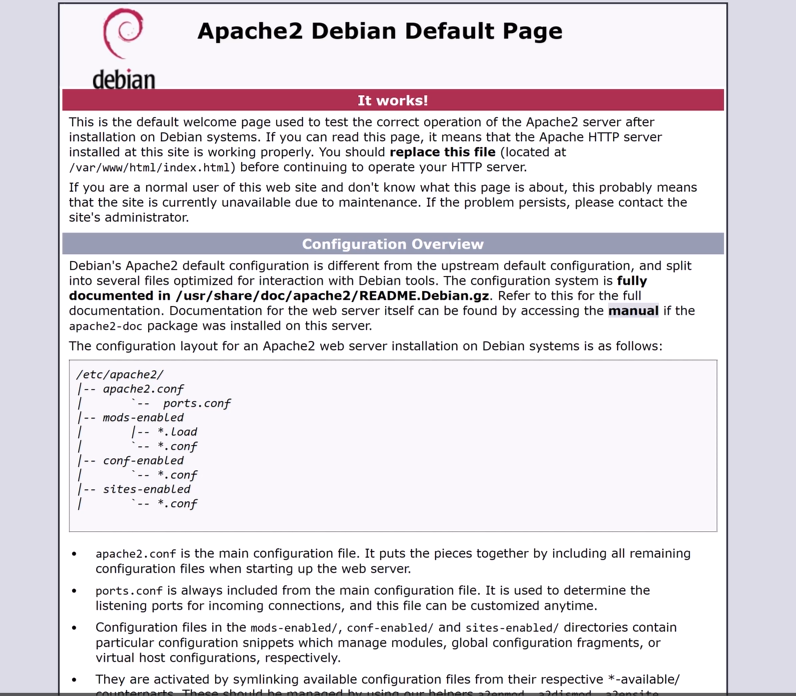 debian
Apache2 Debian Default Page
It works!
This is the default welcome page used to test the correct operation of the Apache2 server after
installation on Debian systems. If you can read this page, it means that the Apache HTTP server
installed at this site is working properly. You should replace this file (located at
/var/www/html/index.html) before continuing to operate your HTTP server.
If you are a normal user of this web site and don't know what this page is about, this probably means
that the site is currently unavailable due to maintenance. If the problem persists, please contact the
site's administrator.
Configuration Overview
Debian's Apache2 default configuration is different from the upstream default configuration, and split
into several files optimized for interaction with Debian tools. The configuration system is fully
documented in /usr/share/doc/apache2/README.Debian.gz. Refer to this for the full
documentation. Documentation for the web server itself can be found by accessing the manual if the
apache2-doc package was installed on this server.
The configuration layout for an Apache2 web server installation on Debian systems is as follows:
/etc/apache2/
|-- apache2.conf
|       `--  ports.conf
|-- mods-enabled
|       |-- *.load
|       `-- *.conf
|-- conf-enabled
|       `-- *.conf
|-- sites-enabled
|       `-- *.conf
• apache2.conf is the main configuration file. It puts the pieces together by including all remaining
configuration files when starting up the web server.
• ports.conf is always included from the main configuration file. It is used to determine the
listening ports for incoming connections, and this file can be customized anytime.
• Configuration files in the mods-enabled/, conf-enabled/ and sites-enabled/ directories contain
particular configuration snippets which manage modules, global configuration fragments, or
virtual host configurations, respectively.
• They are activated by symlinking available configuration files from their respective *-available/
counterparts. These should be managed by using our helpers a2enmod, a2dismod, a2ensite,